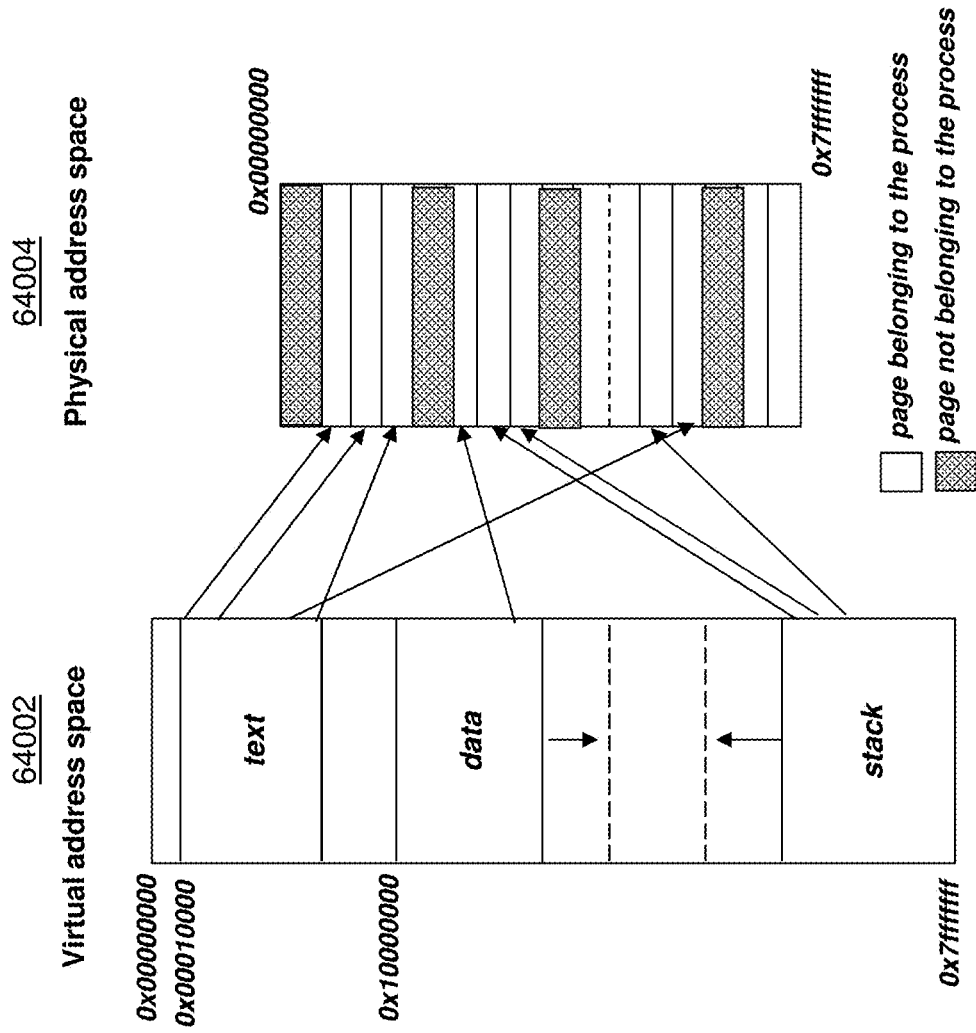 64002
Virtual address space
0x00000000
0x00010000
0x10000000
0x7fffffff
text
data
stack
64004
Physical address space
0x00000000
0x7fffffff
page belonging to the process
page not belonging to the process